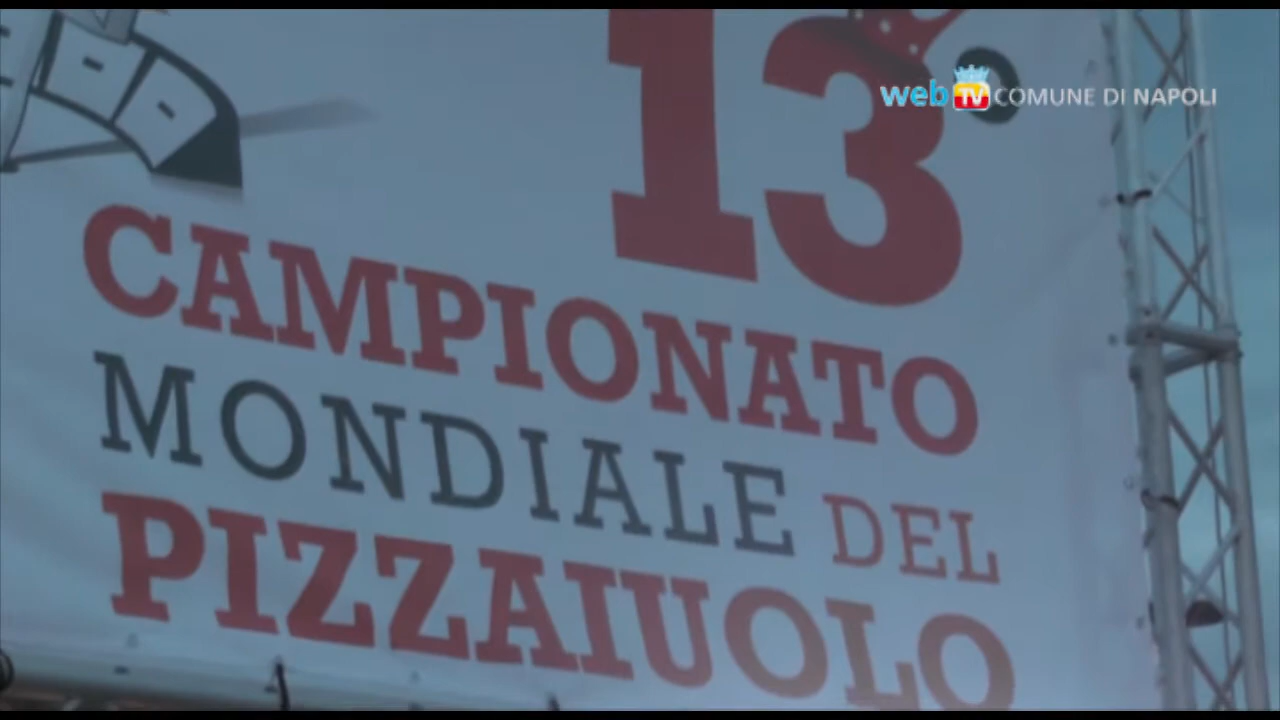 13°
web TV COMUNE DI NAPOLI
CAMPIONATO
MONDIALE DEL
PIZZAIUOLO